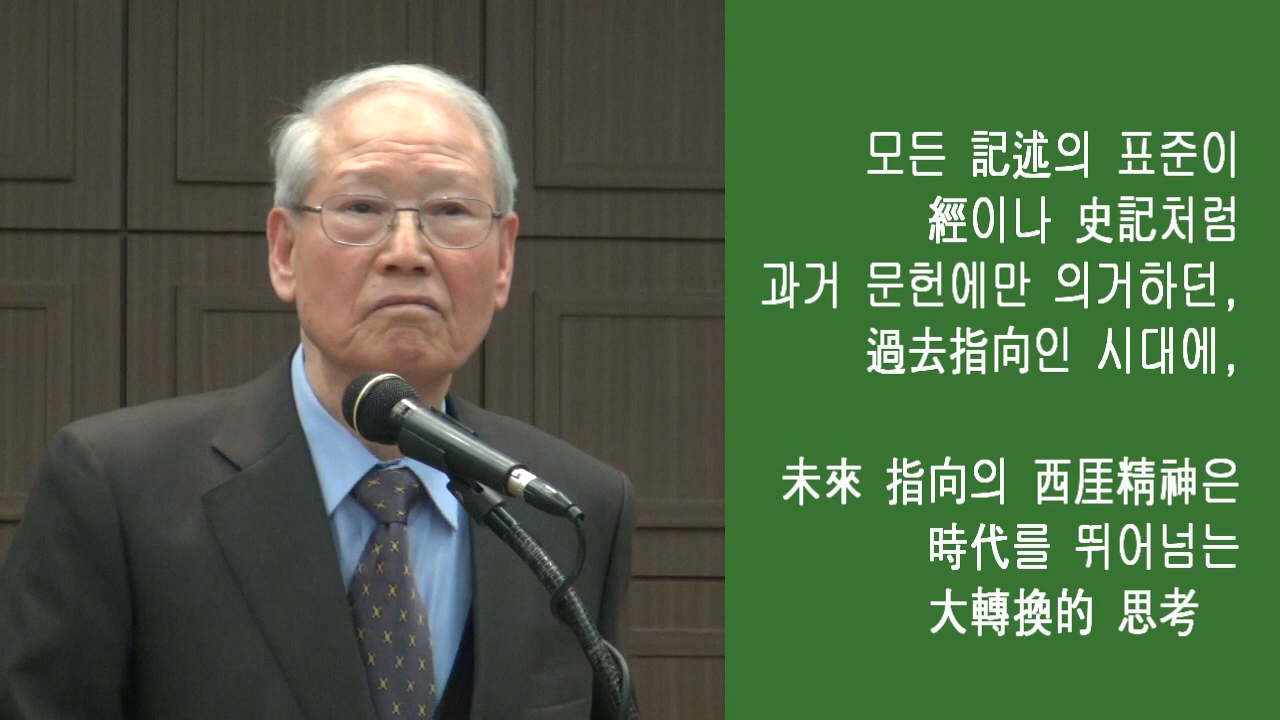 모든 記述의 표준이
經이나 史記처럼
과거 문헌에만 의거하던,
過去指向인 시대에,
未來 指向의 西厓精神은
時代를 뛰어넘는
大轉換的 思考